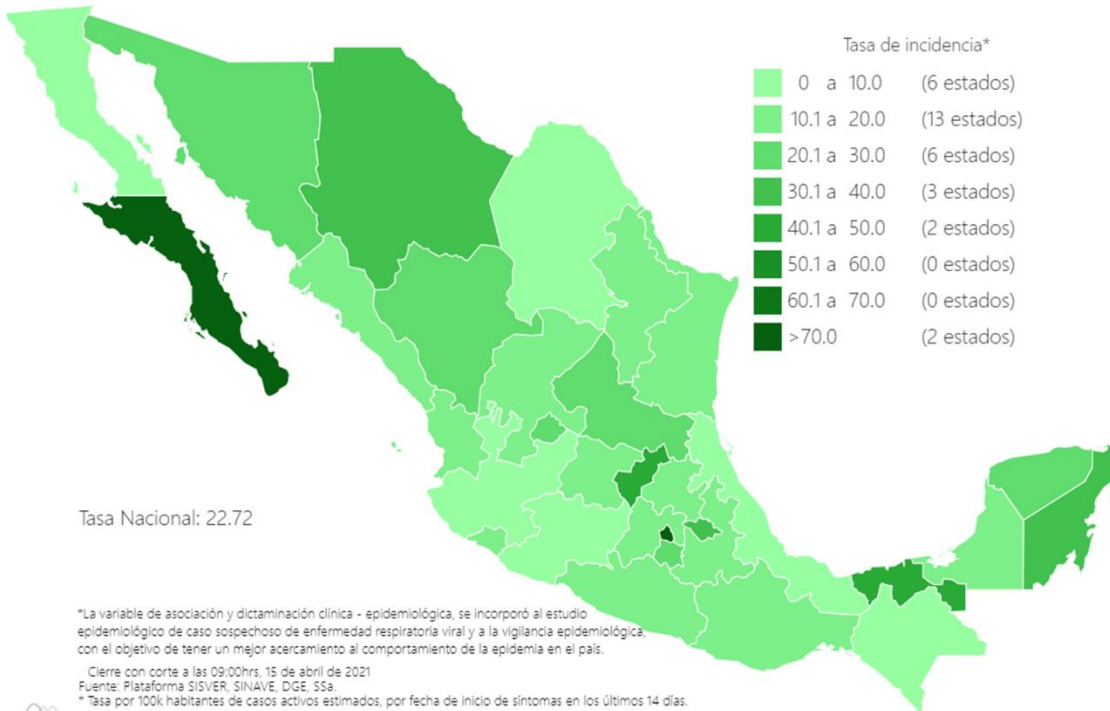 Tasa de incidencia*
0 a 10.0 (6 estados)
10.1 a 20.0 (13 estados)
20.1 a 30.0 (6 estados)
30.1 a 40.0 (3 estados)
40.1 a 50.0 (2 estados)
50.1 a 60.0 (0 estados)
60.1 a 70.0 (0 estados)
>70.0 (2 estados)
Tasa Nacional: 22.72
*La variable de asociación y dictaminación clínica - epidemiológica, se incorporó al estudio
epidemiológico de caso sospechoso de enfermedad respiratoria viral y a la vigilancia epidemiológica,
con el objetivo de tener un mejor acercamiento al comportamiento de la epidemia en el país.
Cierre con corte a las 09:00hrs, 15 de abril de 2021
Fuente: Plataforma SISVER, SINAVE, DGE, SSa.
* Tasa por 100k habitantes de casos activos estimados, por fecha de inicio de síntomas en los últimos 14 días.